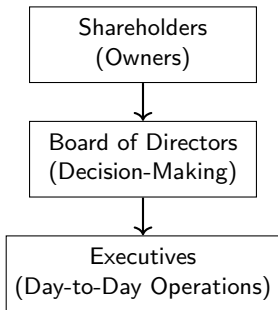 Shareholders
(Owners)
Board of Directors
(Decision-Making)
Executives
(Day-to-Day Operations)